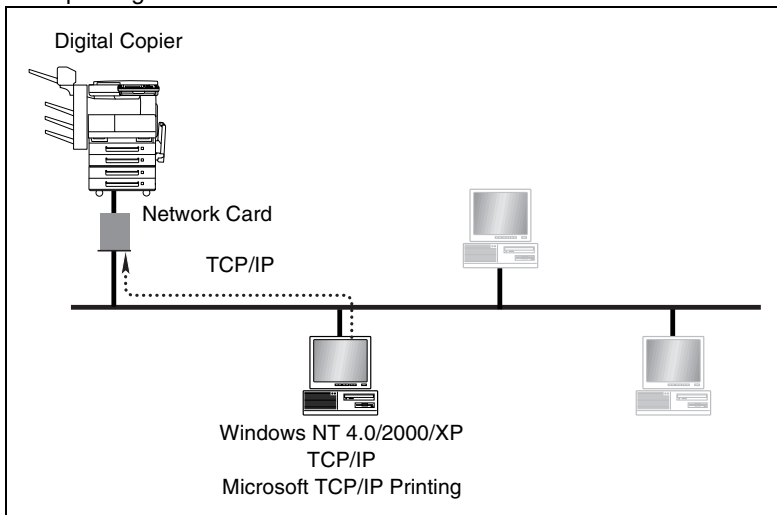 Digital Copier
Network Card
TCP/IP
Windows NT 4.0/2000/XP
TCP/IP
Microsoft TCP/IP Printing